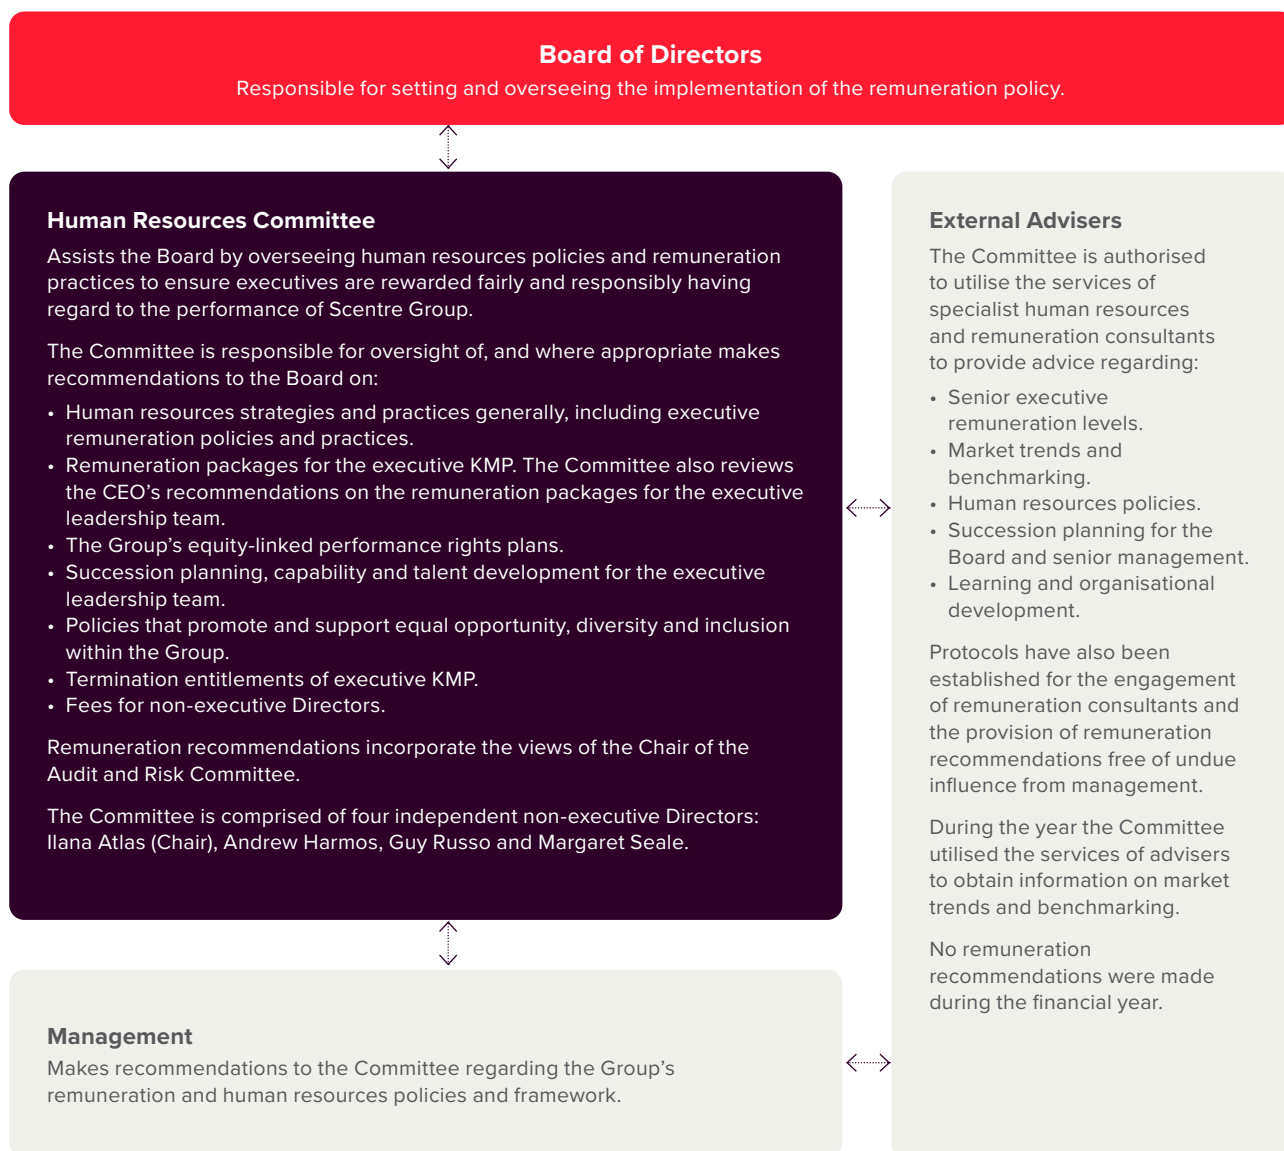 Board of Directors
Responsible for setting and overseeing the implementation of the remuneration policy.
Human Resources Committee
Assists the Board by overseeing human resources policies and remuneration
practices to ensure executives are rewarded fairly and responsibly having
regard to the performance of Scentre Group.
The Committee is responsible for oversight of, and where appropriate makes
recommendations to the Board on:
• Human resources strategies and practices generally, including executive
remuneration policies and practices.
• Remuneration packages for the executive KMP. The Committee also reviews
the CEO’s recommendations on the remuneration packages for the executive
leadership team.
• The Group’s equity-linked performance rights plans.
• Succession planning, capability and talent development for the executive
leadership team.
• Policies that promote and support equal opportunity, diversity and inclusion
within the Group.
• Termination entitlements of executive KMP.
• Fees for non-executive Directors.
Remuneration recommendations incorporate the views of the Chair of the
Audit and Risk Committee.
The Committee is comprised of four independent non-executive Directors:
Ilana Atlas (Chair), Andrew Harmos, Guy Russo and Margaret Seale.
External Advisers
The Committee is authorised
to utilise the services of
specialist human resources
and remuneration consultants
to provide advice regarding:
• Senior executive
remuneration levels.
• Market trends and
benchmarking.
• Human resources policies.
• Succession planning for the
Board and senior management.
• Learning and organisational
development.
Protocols have also been
established for the engagement
of remuneration consultants and
the provision of remuneration
recommendations free of undue
influence from management.
During the year the Committee
utilised the services of advisers
to obtain information on market
trends and benchmarking.
No remuneration
recommendations were made
during the financial year.
Management
Makes recommendations to the Committee regarding the Group’s
remuneration and human resources policies and framework.